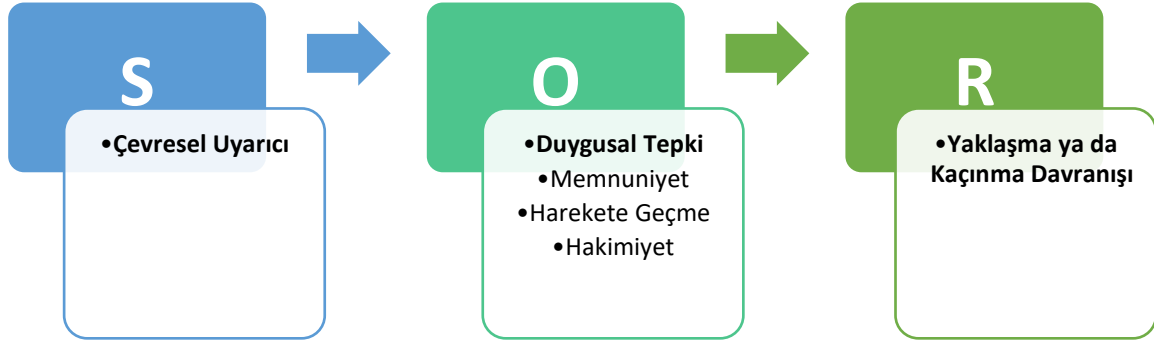 S
•Çevresel Uyarıcı
O
•Duygusal Tepki
•Memnuniyet
•Harekete Geçme
•Hakimiyet
R
•Yaklaşma ya da
Kaçınma Davranışı